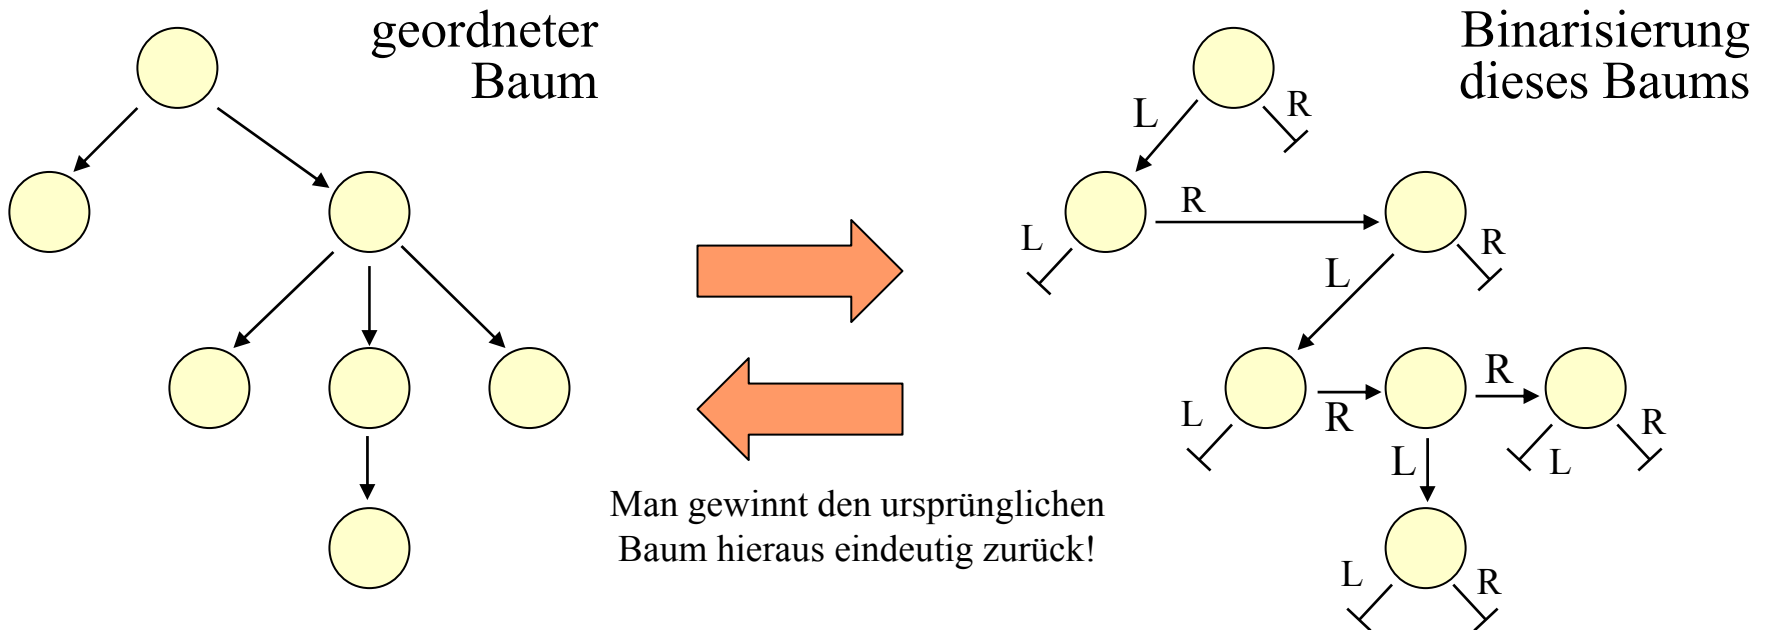 geordneter
Baum
Binarisierung
dieses Baums
L
R
L
R
L
R
L
R
R
L
L
R
L
R
Man gewinnt den ursprünglichen
Baum hieraus eindeutig zurück!